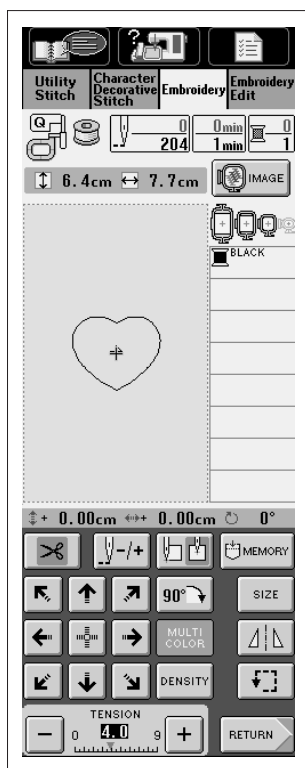 ?
Utility Stitch
Character Decorative Stitch
Embroidery
Embroidery Edit
Q
0
204
0min
1min
0
1
6.4cm 7.7cm
IMAGE
BLACK
+ 0.00cm + 0.00cm 0°
-/+
MEMORY
90°
SIZE
MULTI COLOR
DENSITY
TENSION
- 0 4.0 9 +
RETURN